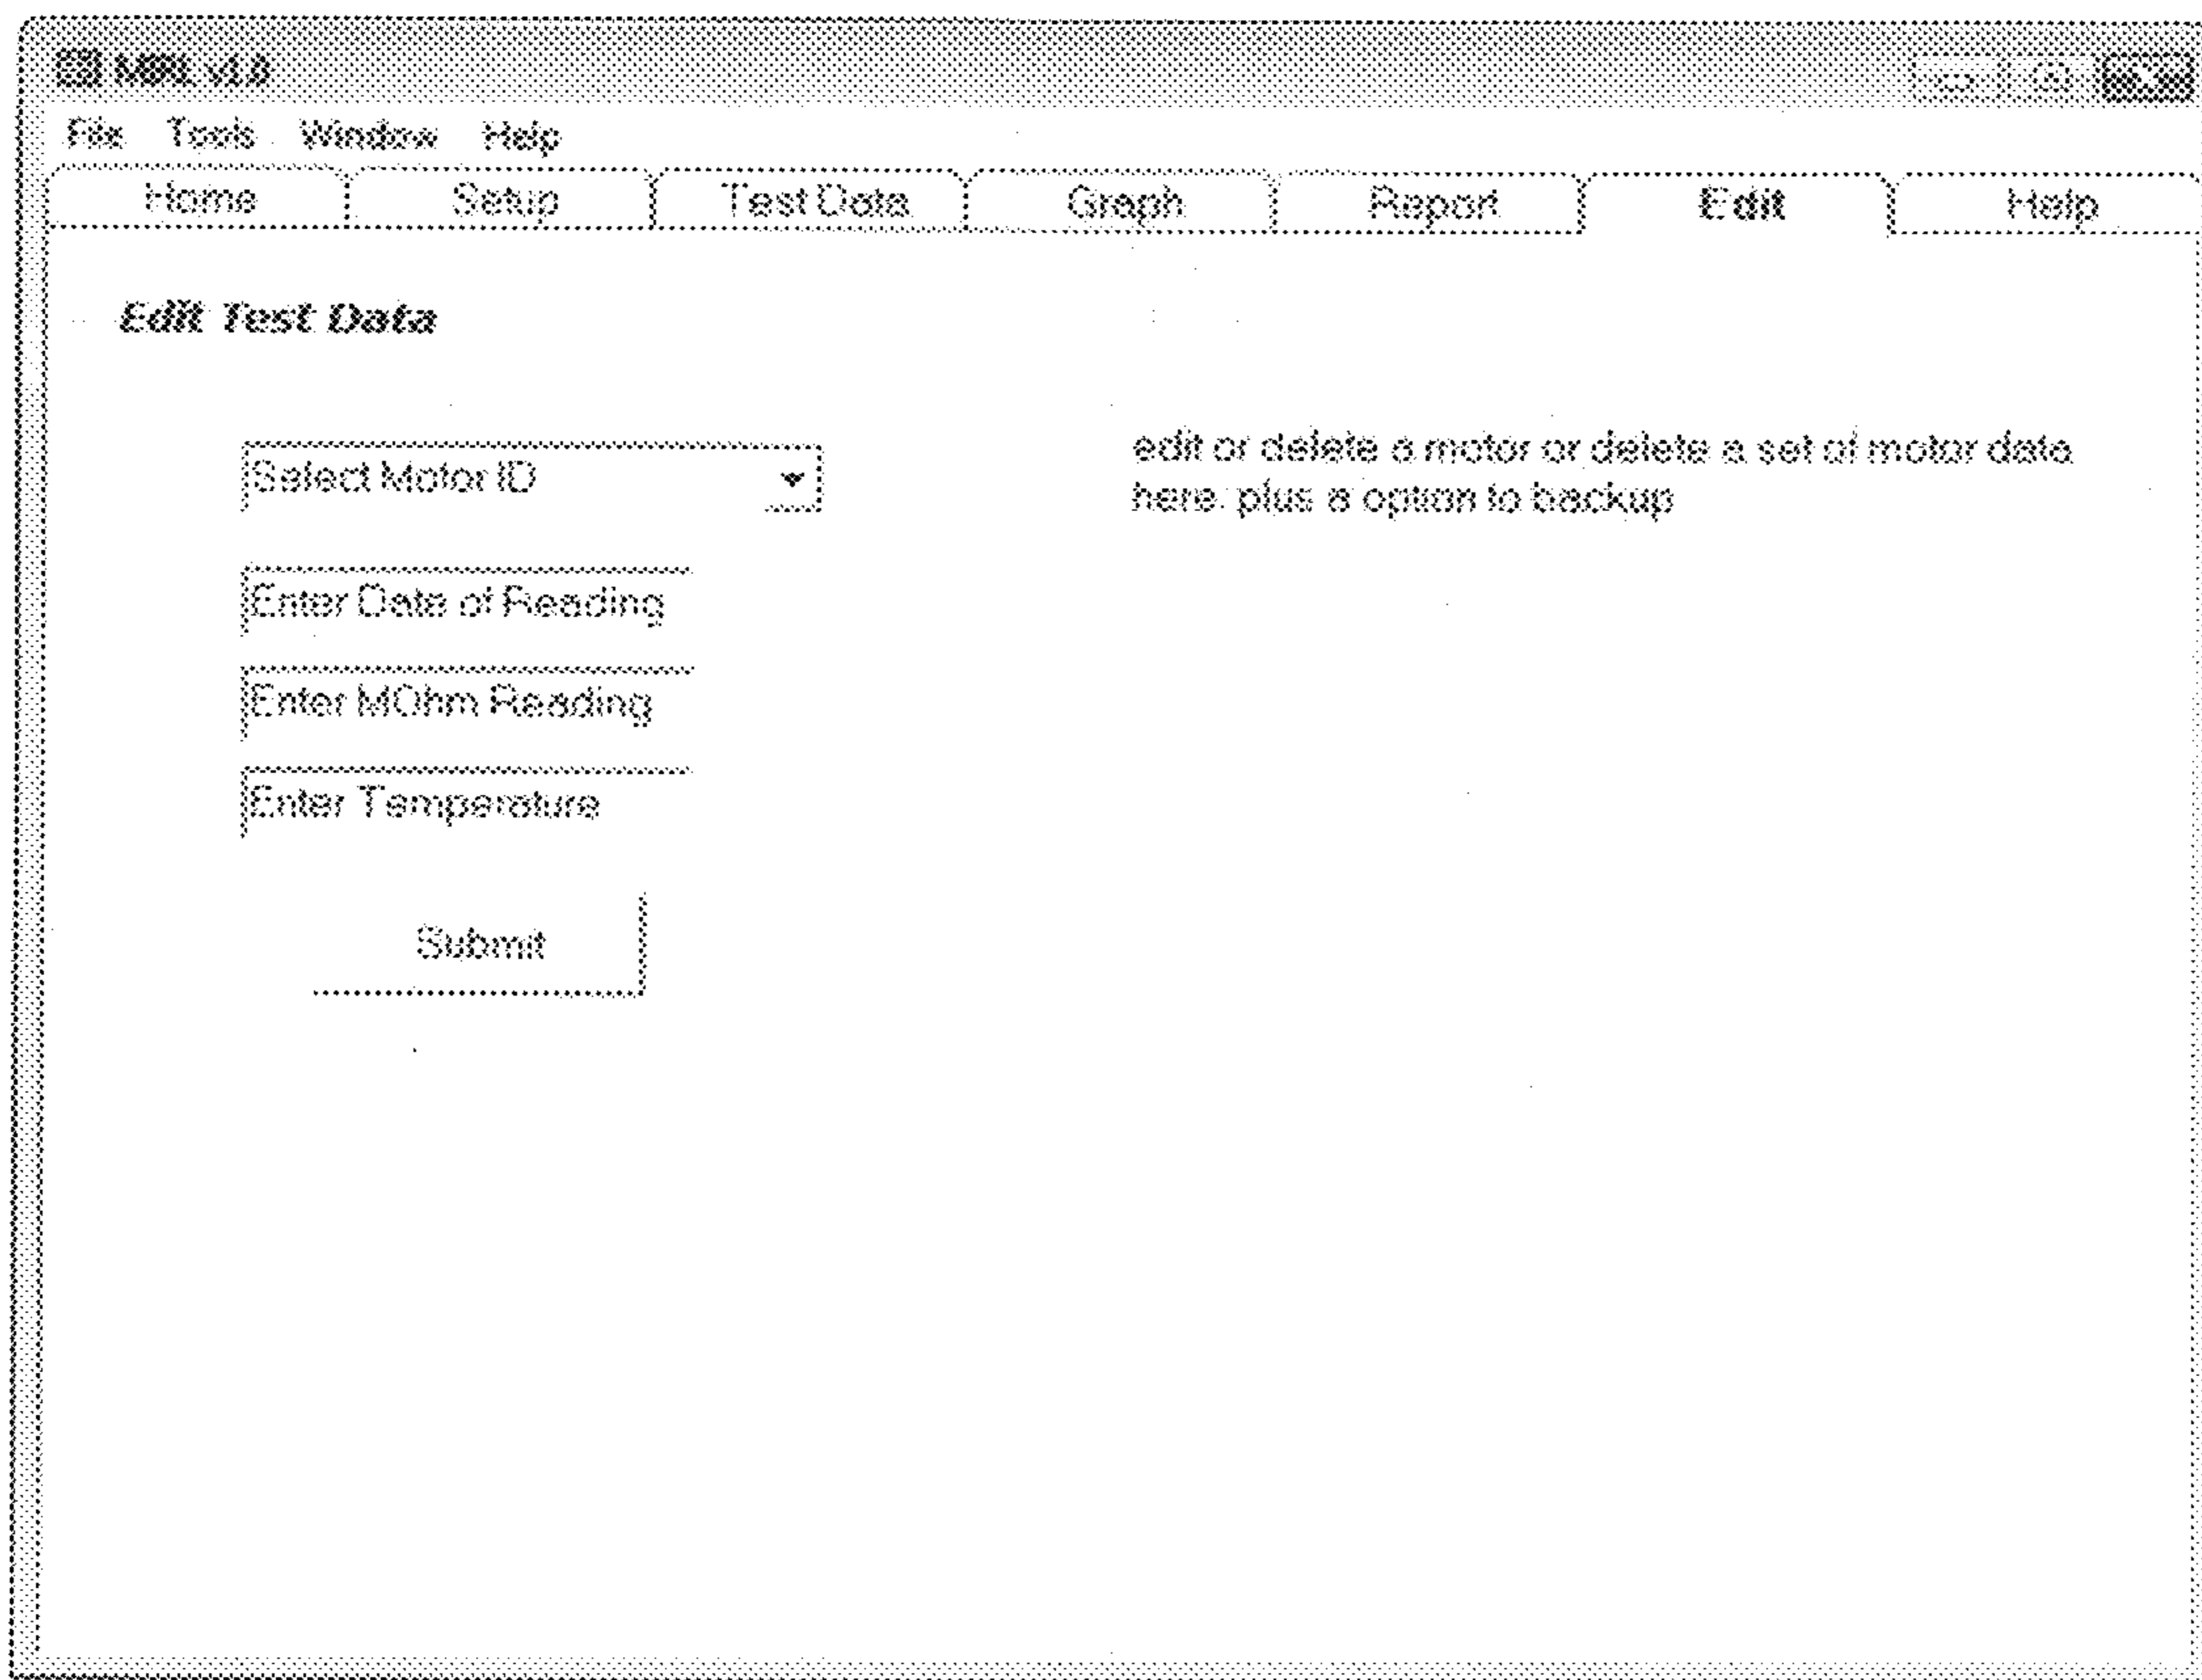 v1.0
File Tools Window Help
Home Setup Test Data Graph Report Edit Help
Edit Test Data
Select Motor ID
edit or delete a motor or delete a set of motor data
here. plus a option to backup
Enter Date of Reading
Enter MOhm Reading
Enter Temperature
Submit